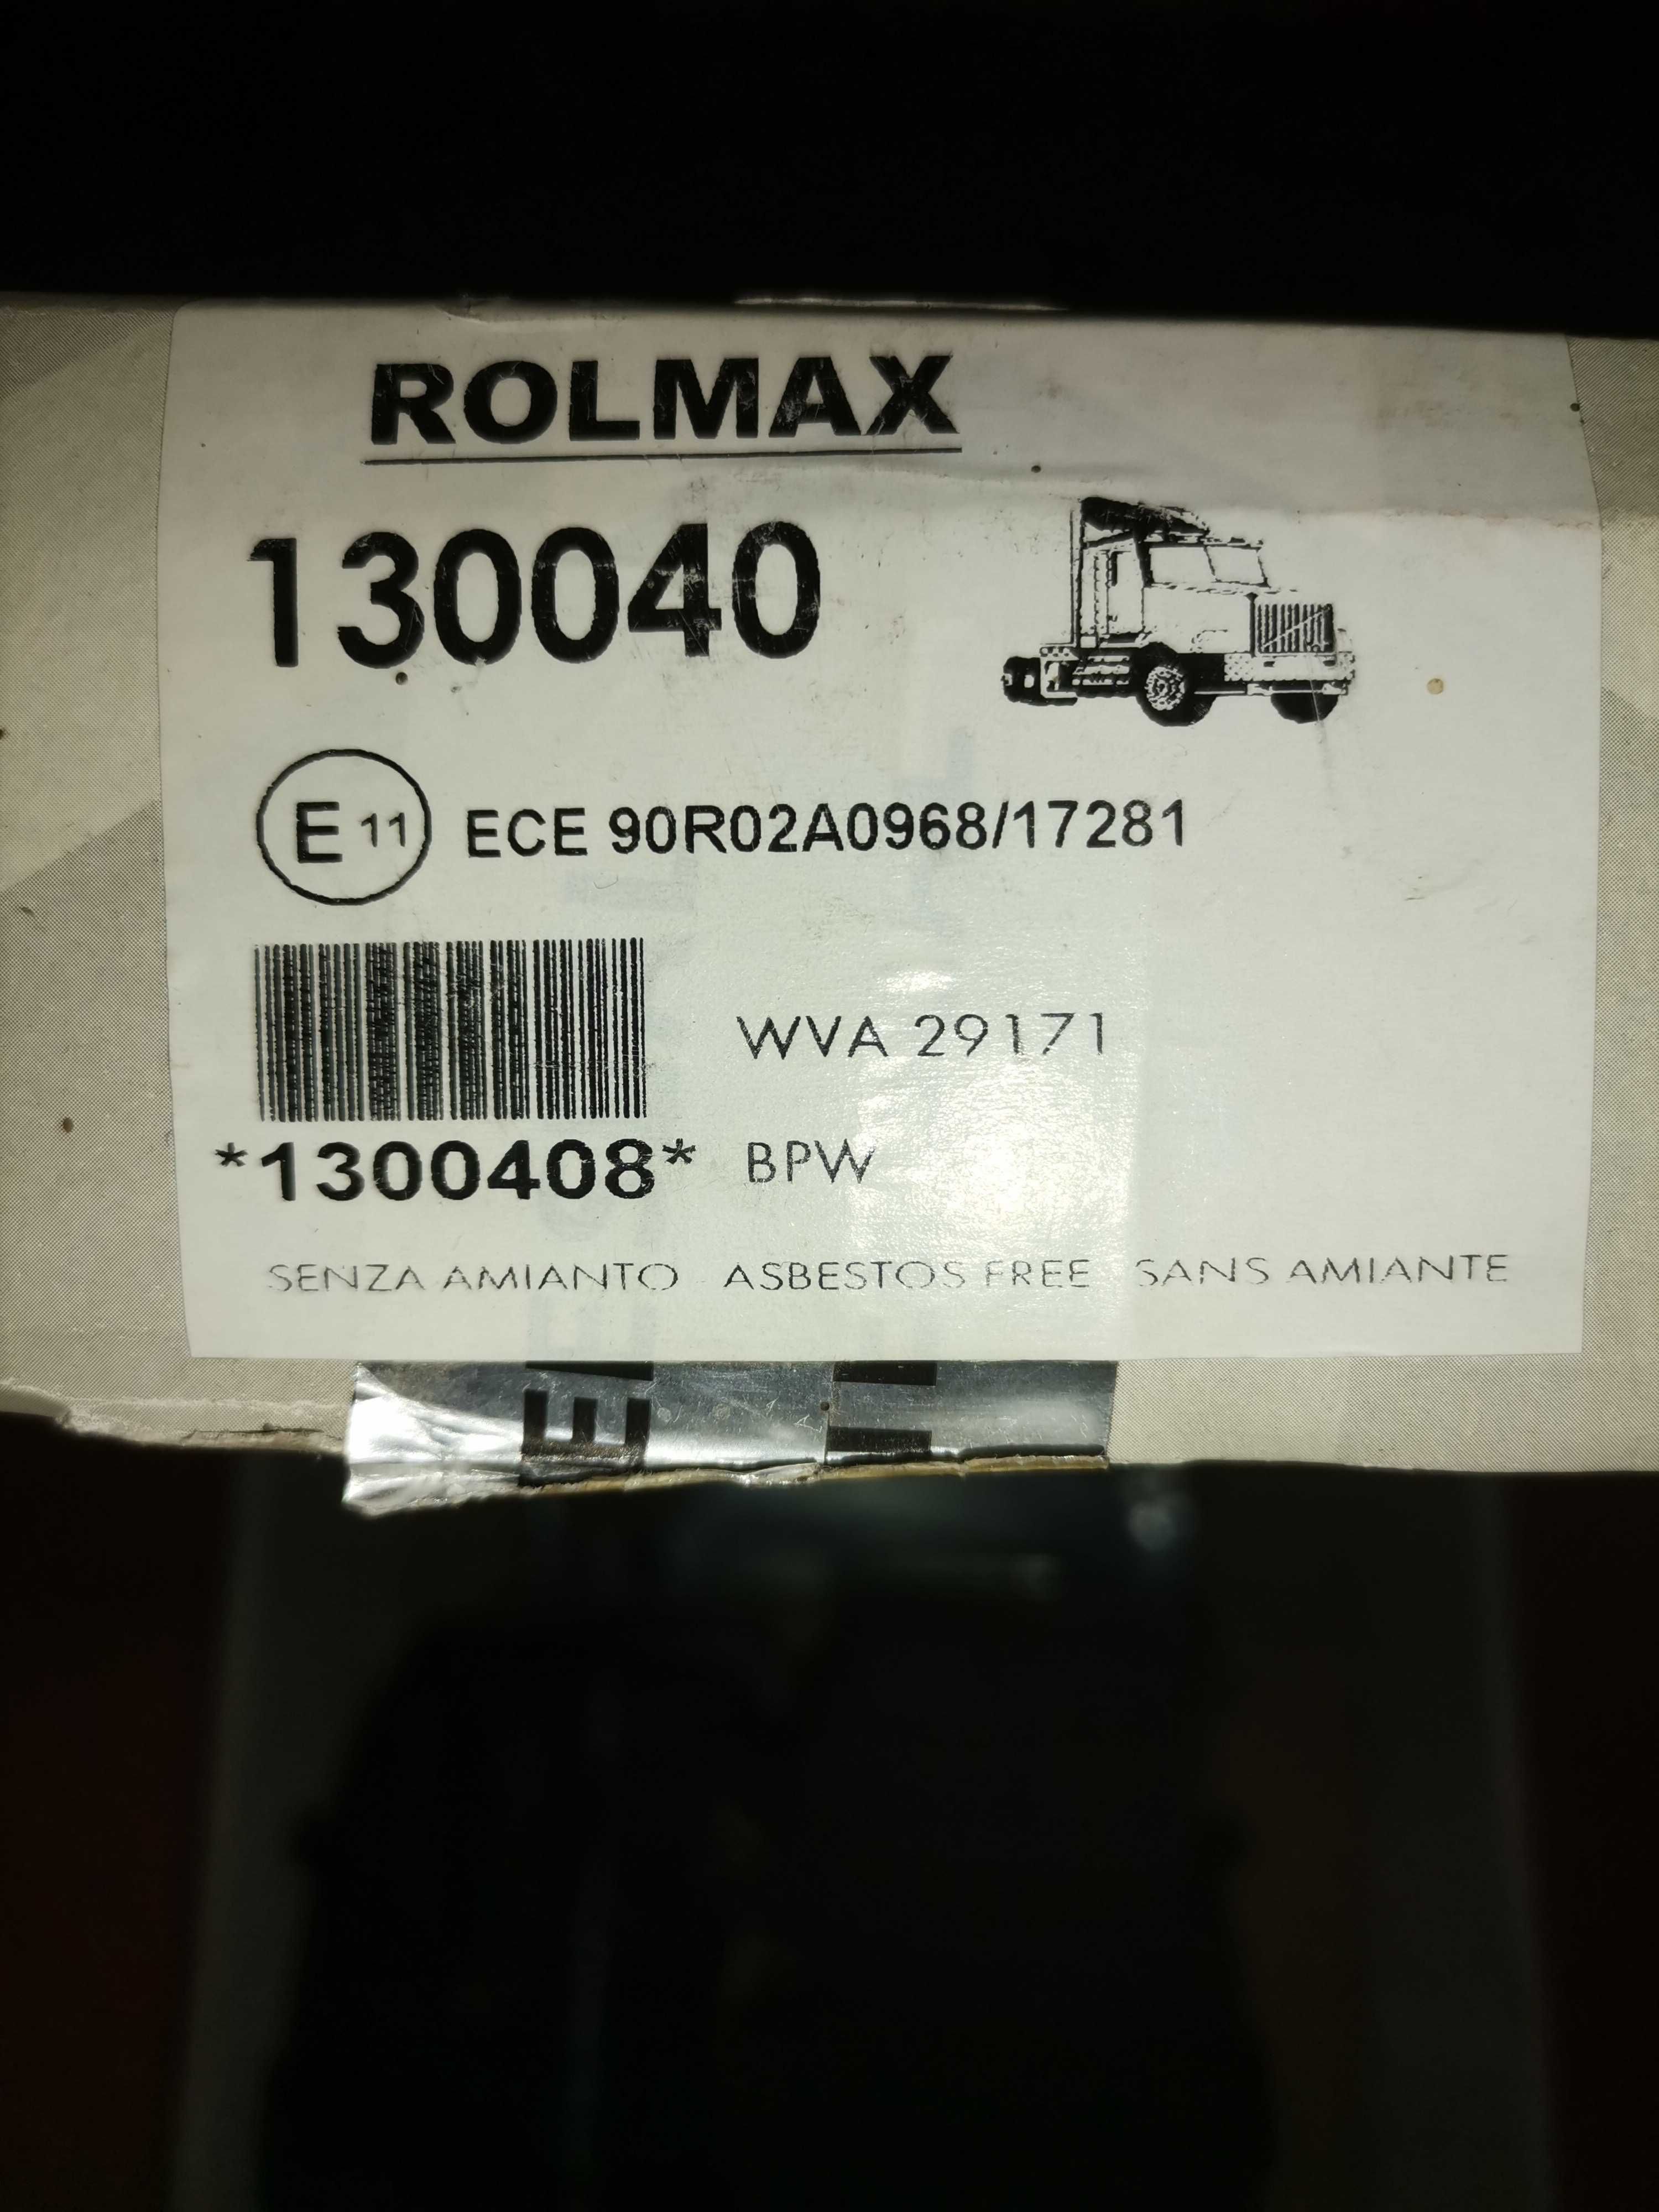 ROLMAX
130040
E 11 ECE 90R02A0968/17281
WVA 29171
*1300408* BPW
SENZA AMIANTO ASBESTOS FREE SANS AMIANTE